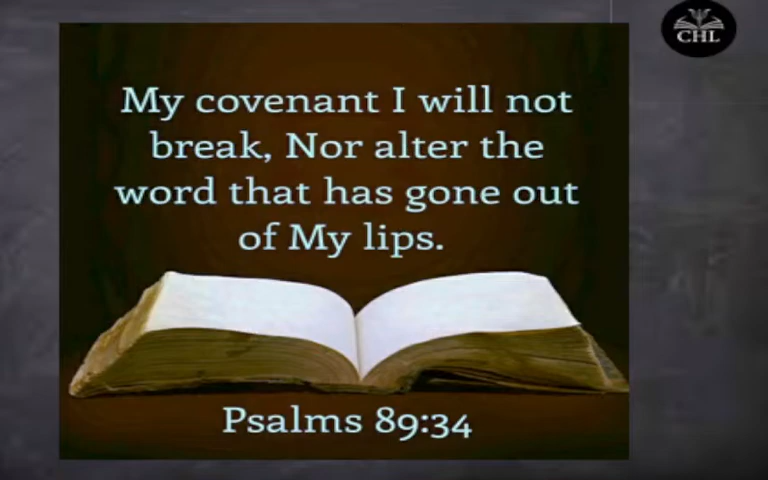 CHL
My covenant I will not
break, Nor alter the
word that has gone out
of My lips.
Psalms 89:34